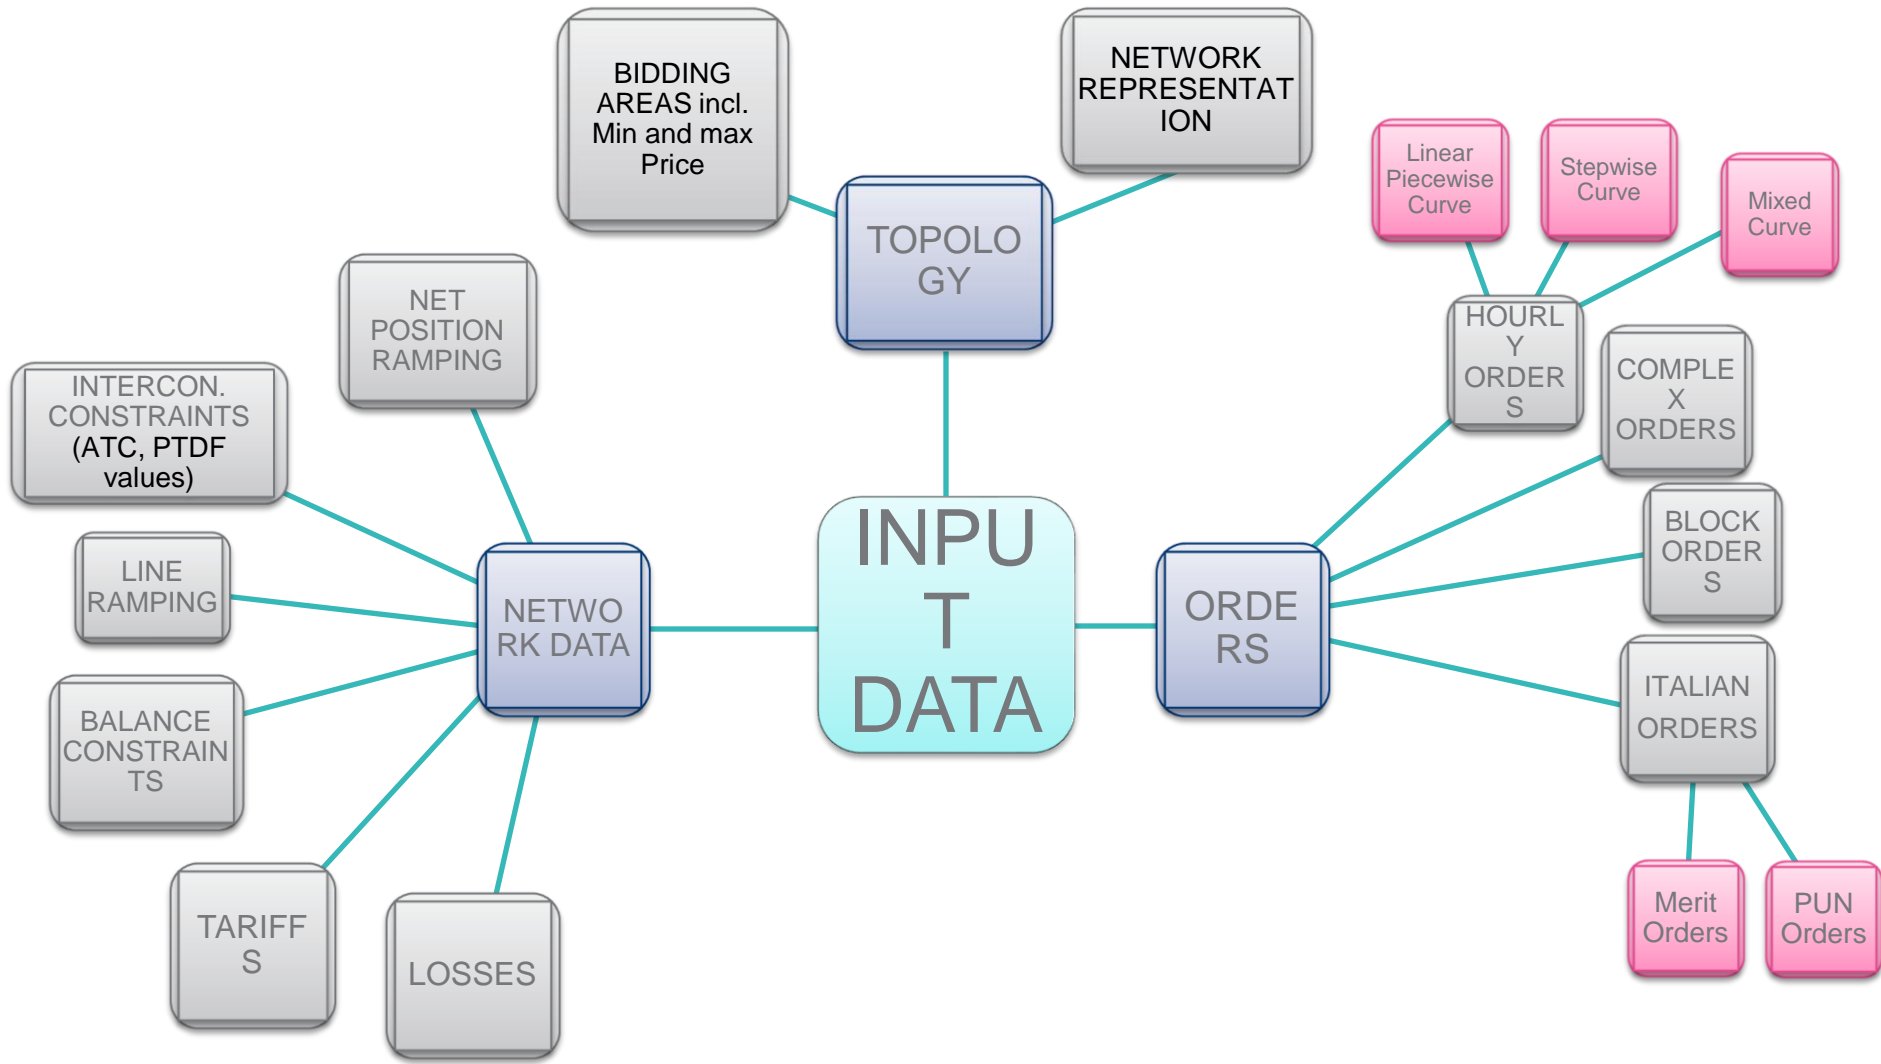 BIDDING
AREAS incl.
Min and max
Price
NETWORK
REPRESENTAT
ION
TOPOLO
GY
Linear
Piecewise
Curve
Stepwise
Curve
Mixed
Curve
NET
POSITION
RAMPING
HOURL
Y
ORDER
S
COMPLE
X
ORDERS
INTERCON.
CONSTRAINTS
(ATC, PTDF
values)
BLOCK
ORDER
S
LINE
RAMPING
NETWO
RK DATA
INPU
T
DATA
ORDE
RS
ITALIAN
ORDERS
BALANCE
CONSTRAIN
TS
TARIFF
S
LOSSES
Merit
Orders
PUN
Orders